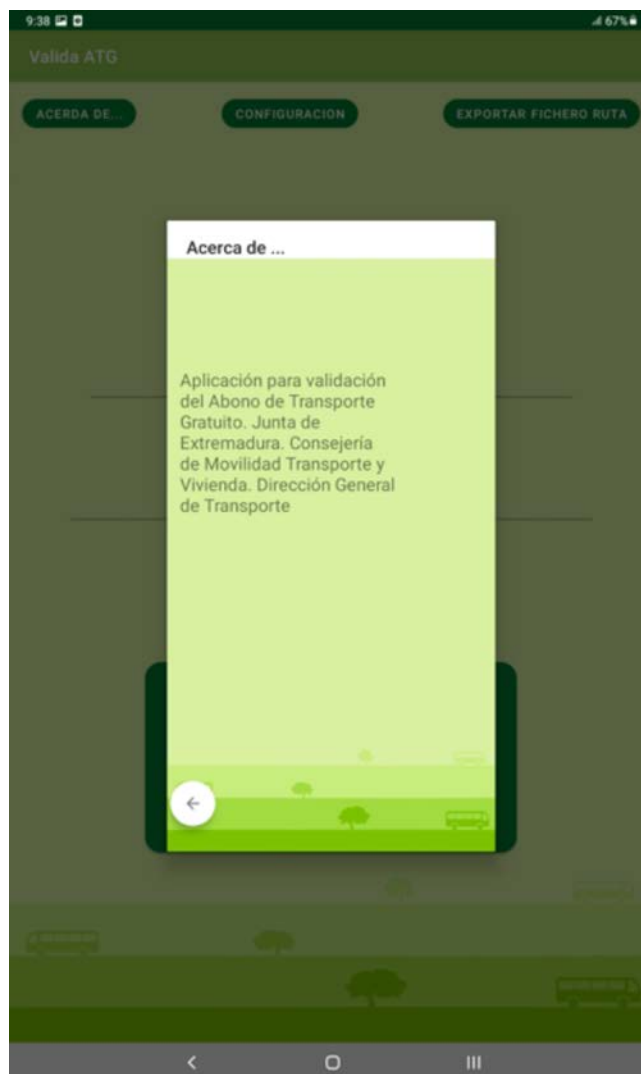 9:38
67%
Valida ATG
ACERDA DE...
CONFIGURACION
EXPORTAR FICHERO RUTA
Acerca de ...
Aplicación para validación
del Abono de Transporte
Gratuito. Junta de
Extremadura. Consejería
de Movilidad Transporte y
Vivienda. Dirección General
de Transporte